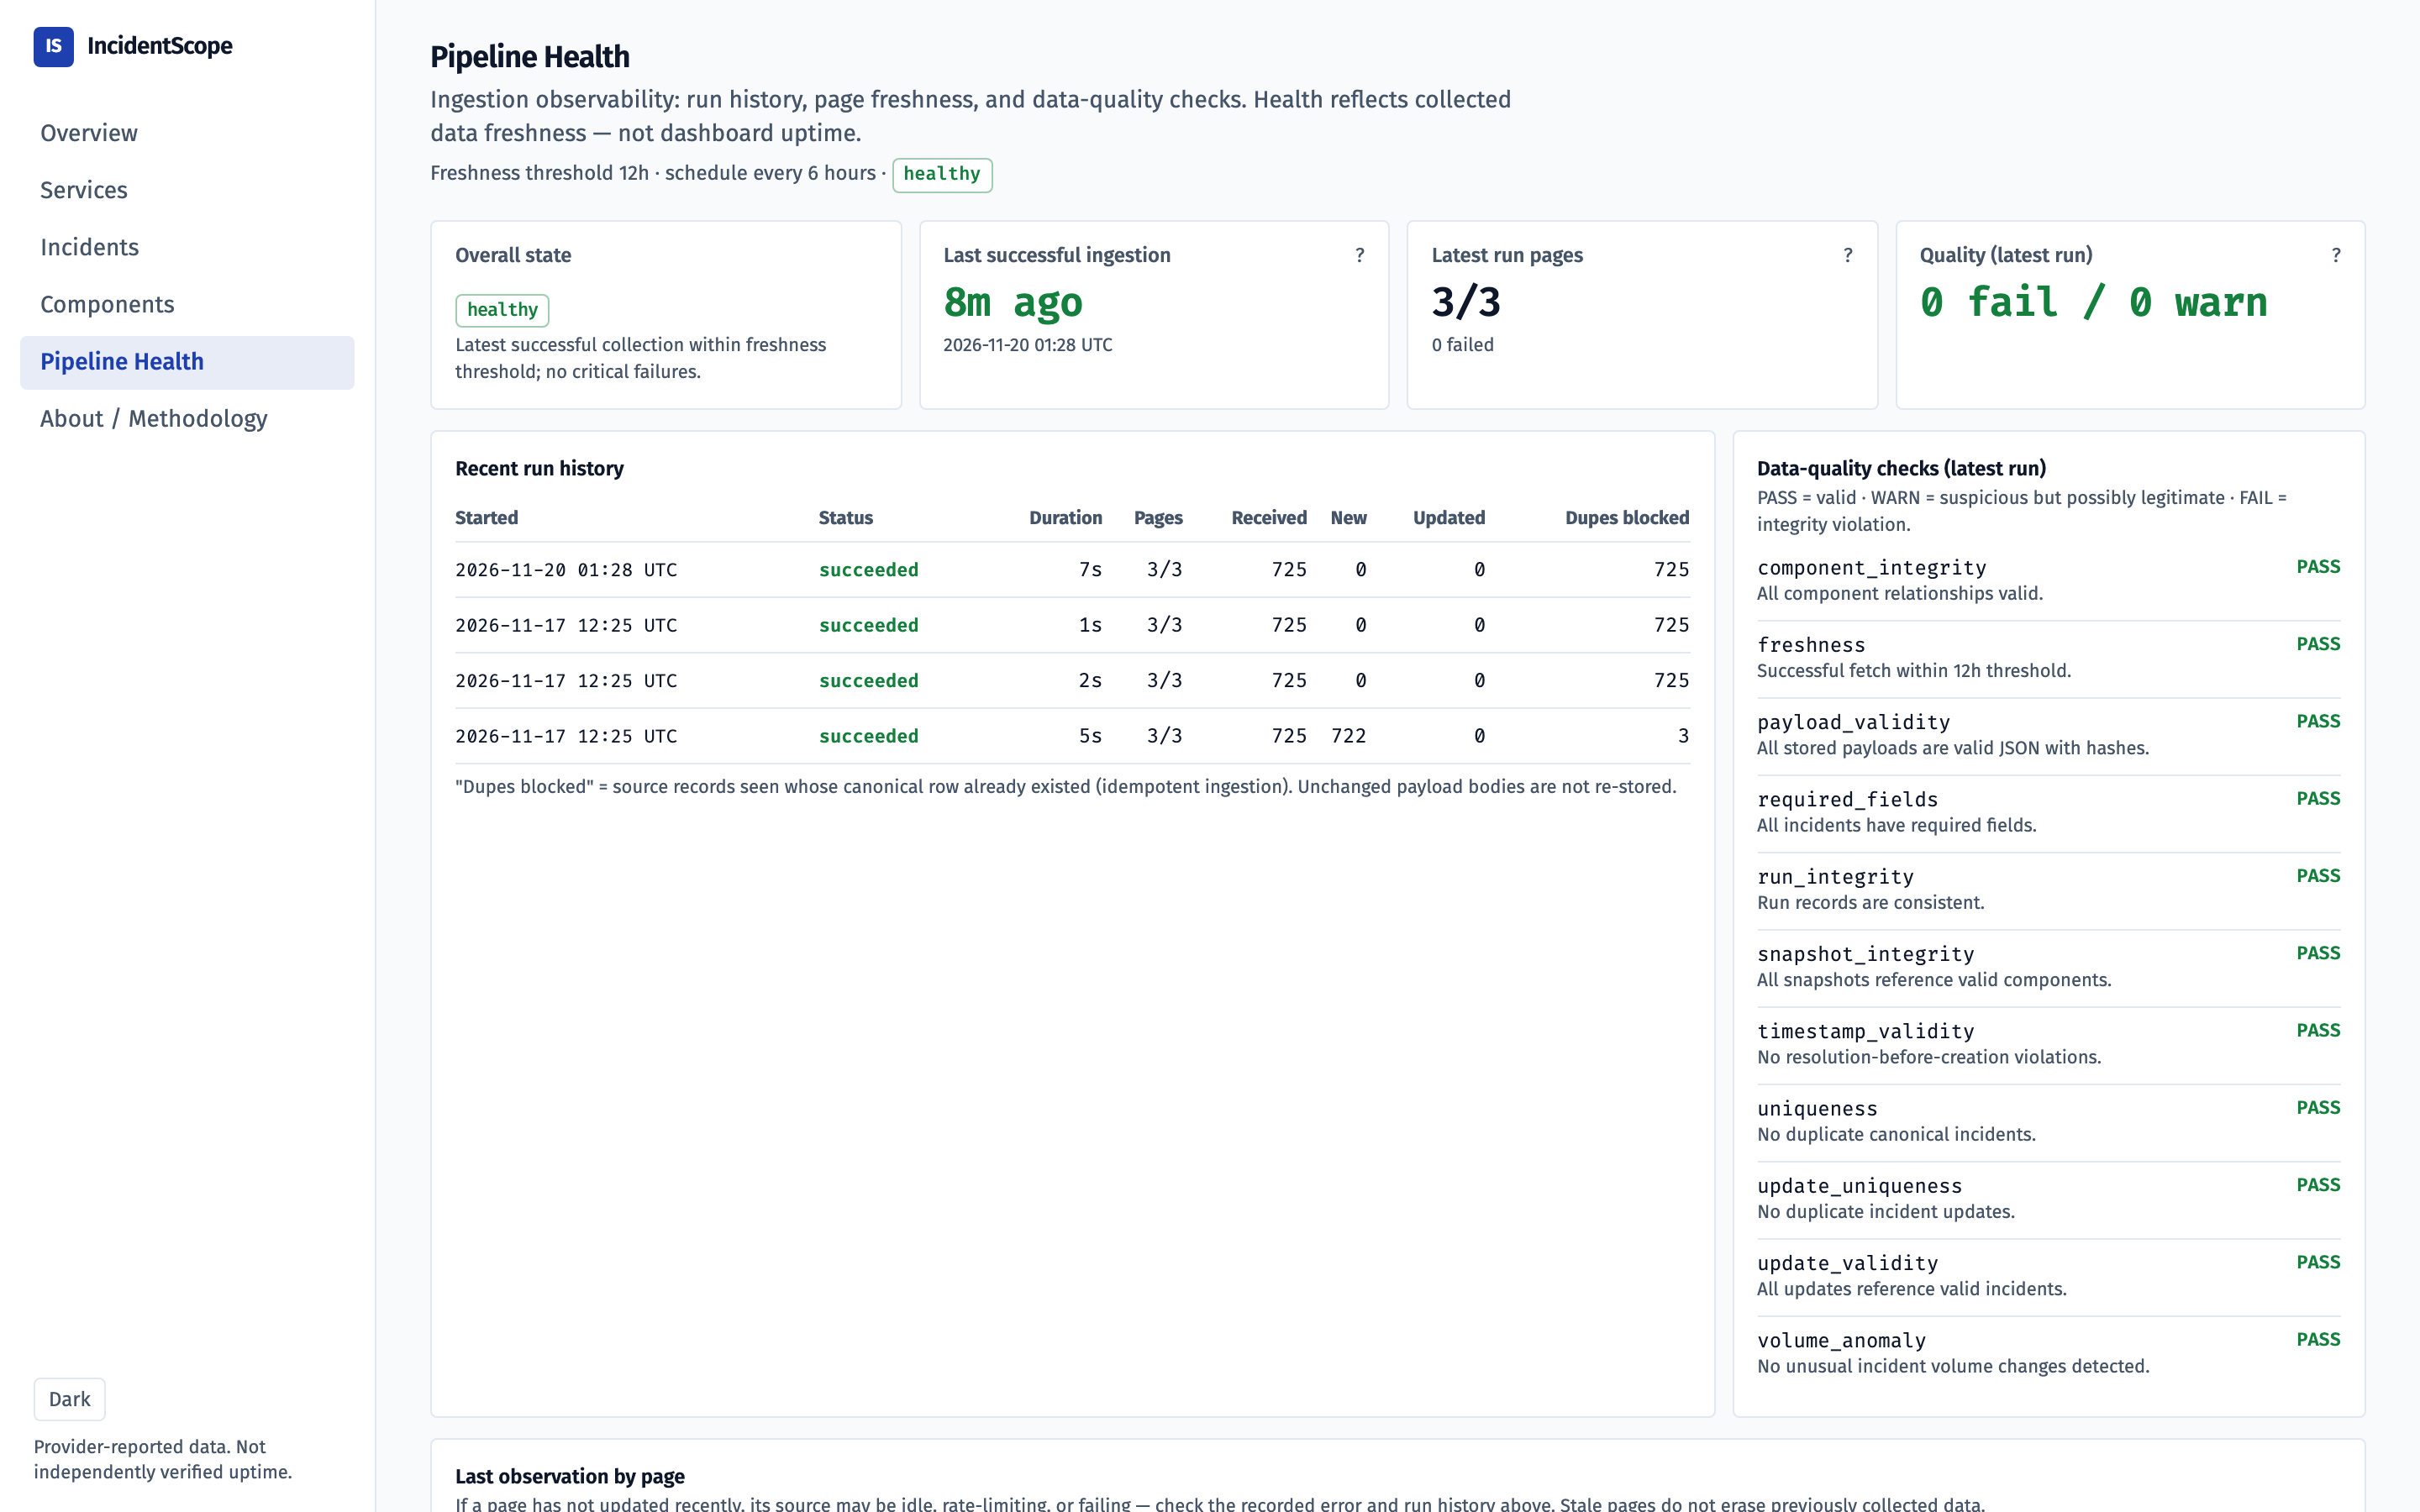 IS IncidentScope
Overview
Services
Incidents
Components
Pipeline Health
About / Methodology
Dark
Provider-reported data. Not
independently verified uptime.
Pipeline Health
Ingestion observability: run history, page freshness, and data-quality checks. Health reflects collected
data freshness — not dashboard uptime.
Freshness threshold 12h · schedule every 6 hours · healthy
Overall state
healthy
Latest successful collection within freshness
threshold; no critical failures.
Last successful ingestion ?
8m ago
2026-11-20 01:28 UTC
Latest run pages ?
3/3
0 failed
Quality (latest run) ?
0 fail / 0 warn
Recent run history
Started Status Duration Pages Received New Updated Dupes blocked
2026-11-20 01:28 UTC succeeded 7s 3/3 725 0 0 725
2026-11-17 12:25 UTC succeeded 1s 3/3 725 0 0 725
2026-11-17 12:25 UTC succeeded 2s 3/3 725 0 0 725
2026-11-17 12:25 UTC succeeded 5s 3/3 725 722 0 3
"Dupes blocked" = source records seen whose canonical row already existed (idempotent ingestion). Unchanged payload bodies are not re-stored.
Data-quality checks (latest run)
PASS = valid · WARN = suspicious but possibly legitimate · FAIL =
integrity violation.
component_integrity PASS
All component relationships valid.
freshness PASS
Successful fetch within 12h threshold.
payload_validity PASS
All stored payloads are valid JSON with hashes.
required_fields PASS
All incidents have required fields.
run_integrity PASS
Run records are consistent.
snapshot_integrity PASS
All snapshots reference valid components.
timestamp_validity PASS
No resolution-before-creation violations.
uniqueness PASS
No duplicate canonical incidents.
update_uniqueness PASS
No duplicate incident updates.
update_validity PASS
All updates reference valid incidents.
volume_anomaly PASS
No unusual incident volume changes detected.
Last observation by page
If a page has not updated recently, its source may be idle, rate-limiting, or failing — check the recorded error and run history above. Stale pages do not erase previously collected data.